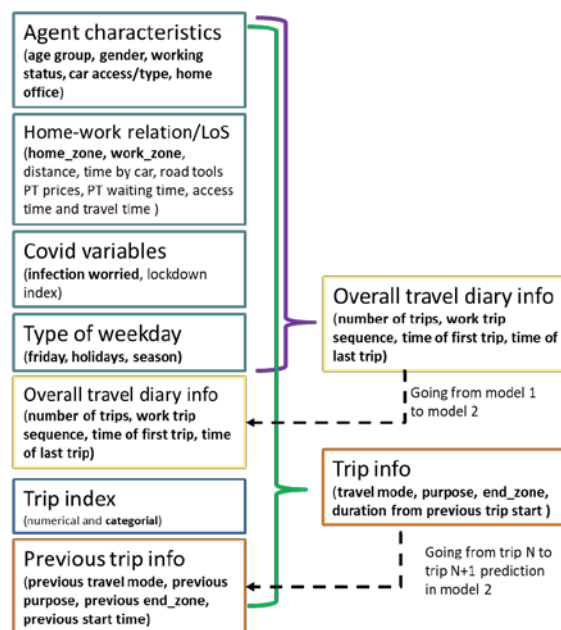 Agent characteristics
(age group, gender, working
status, car access/type, home
office)
Home-work relation/LoS
(home_zone, work_zone,
distance, time by car, road tools
PT prices, PT waiting time, access
time and travel time )
Covid variables
(infection worried, lockdown
index)
Type of weekday
(friday, holidays, season)
Overall travel diary info
(number of trips, work trip
sequence, time of first trip, time
of last trip)
Trip index
(numerical and categorial)
Previous trip info
(previous travel mode, previous
purpose, previous end_zone,
previous start time)
Overall travel diary info
(number of trips, work trip
sequence, time of first trip, time of
last trip)
Going from model 1
to model 2
Trip info
(travel mode, purpose, end_zone,
duration from previous trip start )
Going from trip N to
trip N+1 prediction
in model 2